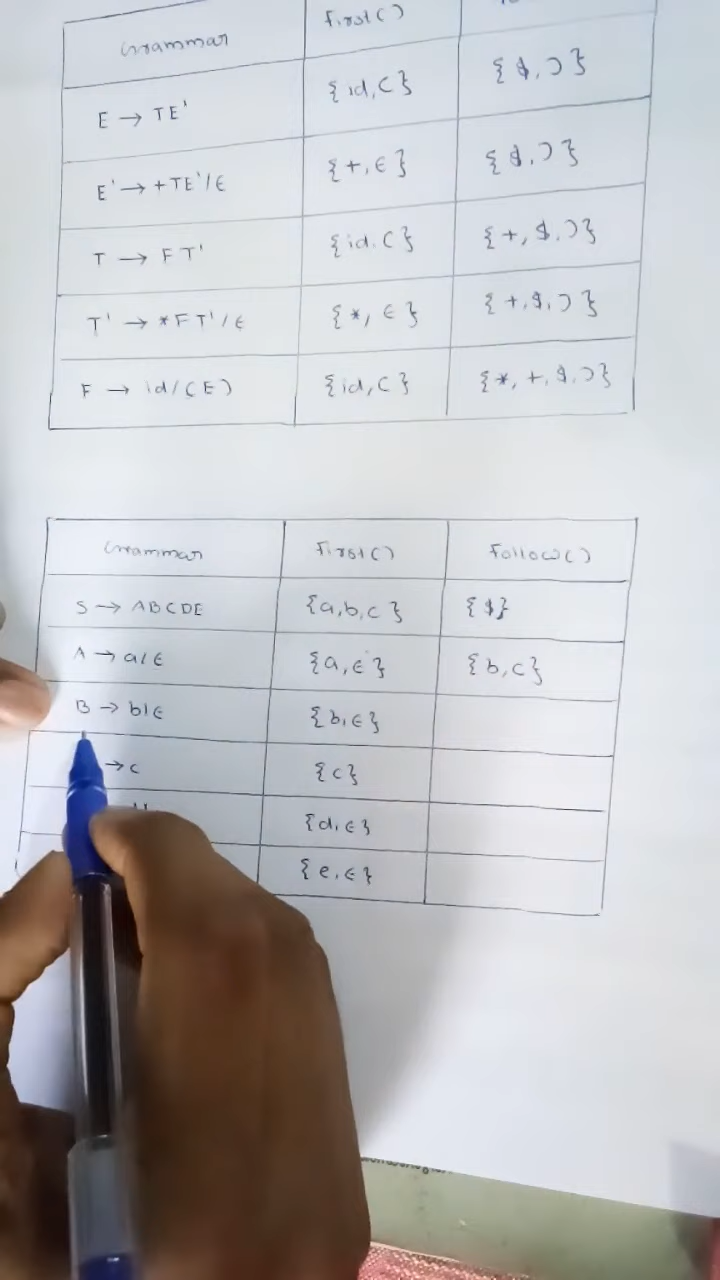 Grammar First()
E → TE' {id, (} {$, )}
E' → +TE'/ε {+, ε} {$, )}
T → FT' {id, (} {+, $, )}
T' → *FT'/ε {*, ε} {+, $, )}
F → id/(E) {id, (} {*, +, $, )}
Grammar First() Follow()
S → ABCDE {a,b,c} {$}
A → a/ε {a,ε} {b,c}
B → b|ε {b,ε}
→ c {c}
{d,ε}
{e,ε}